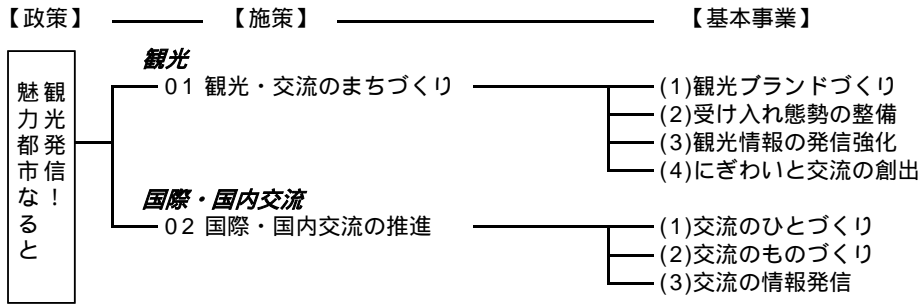 【政策】 【施策】 【基本事業】
観光発信!
魅力都市なると
観光
01 観光・交流のまちづくり
(1)観光ブランドづくり
(2)受け入れ態勢の整備
(3)観光情報の発信強化
(4)にぎわいと交流の創出
国際・国内交流
02 国際・国内交流の推進
(1)交流のひとづくり
(2)交流のものづくり
(3)交流の情報発信